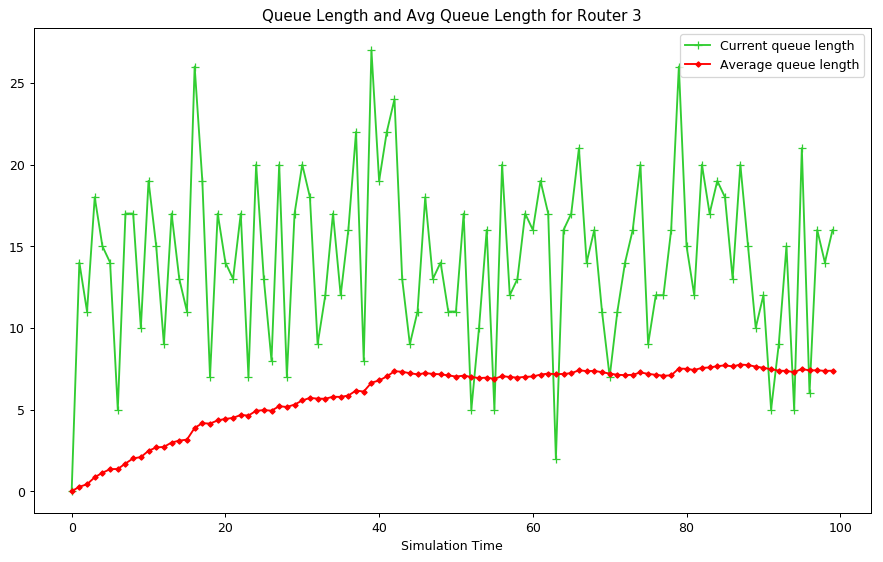 Queue Length and Avg Queue Length for Router 3
Current queue length
Average queue length
25
20
15
10
5
0
0 20 40 60 80 100
Simulation Time